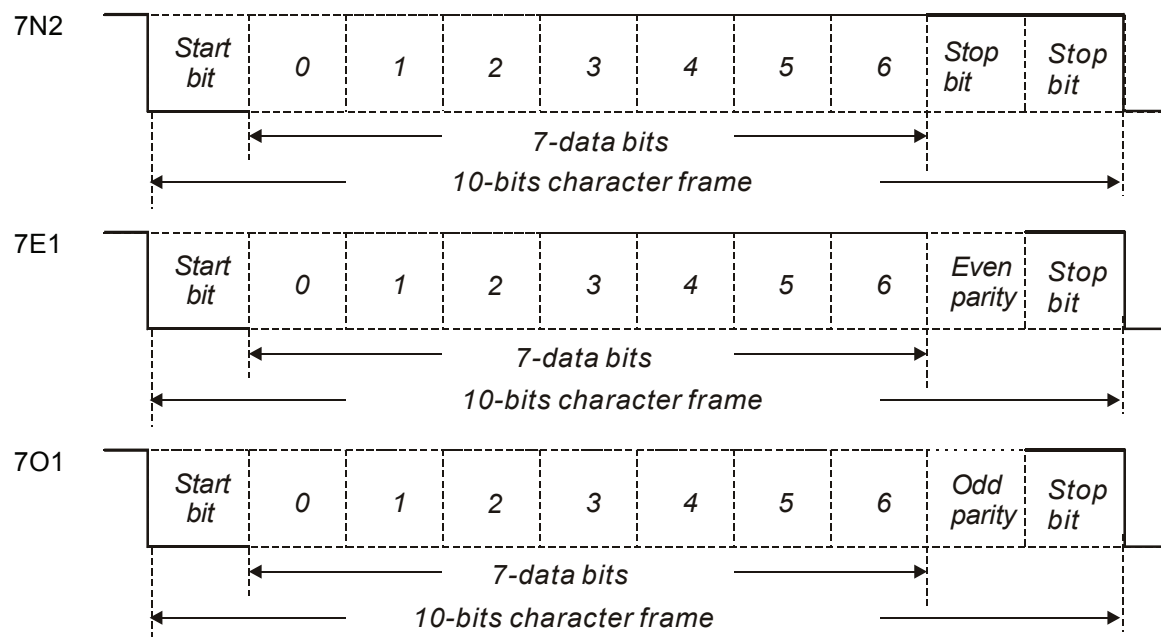 7N2
Start bit 0 1 2 3 4 5 6 Stop bit Stop bit
7-data bits
10-bits character frame
7E1
Start bit 0 1 2 3 4 5 6 Even parity Stop bit
7-data bits
10-bits character frame
7O1
Start bit 0 1 2 3 4 5 6 Odd parity Stop bit
7-data bits
10-bits character frame